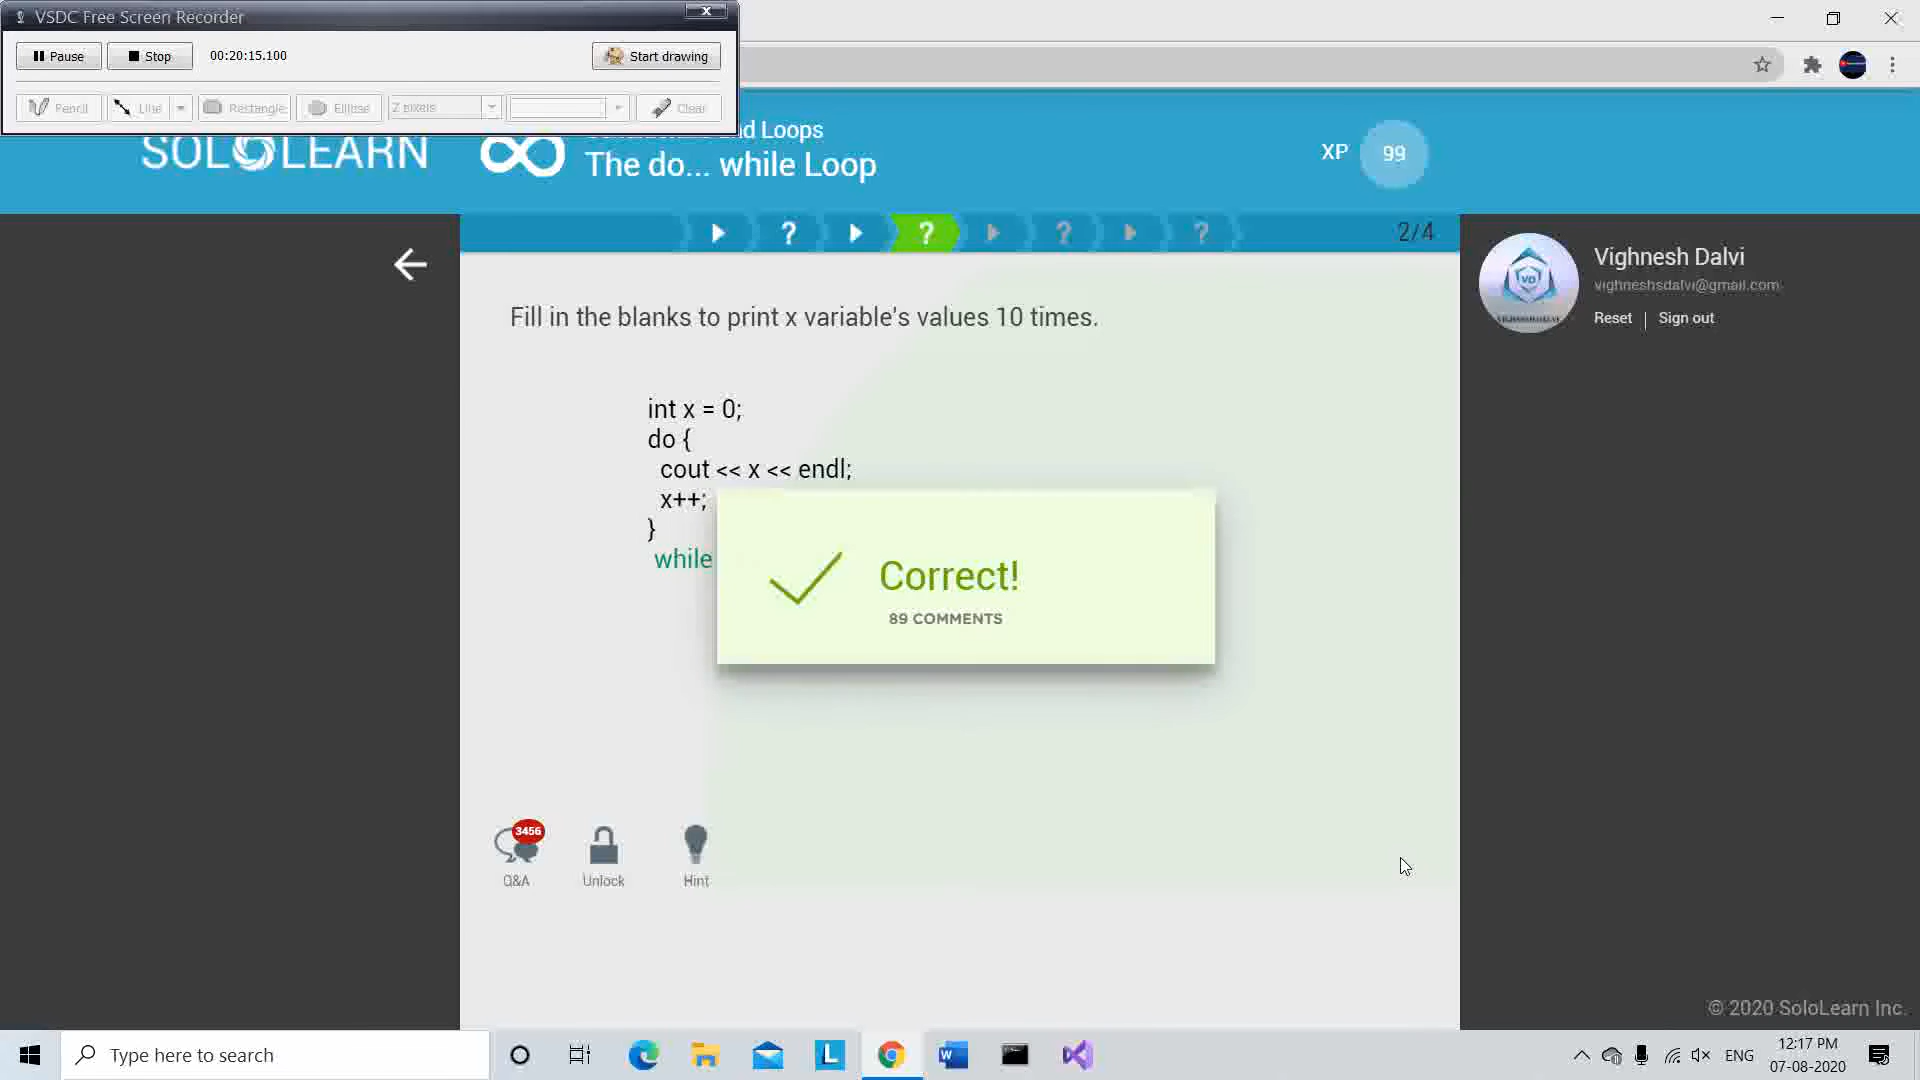 VSDC Free Screen Recorder
Pause
Stop
00:20:15.100
Start drawing
Pencil
Line
Rectangle
Ellipse
2 pixels
Clear
SOLOLEARN
nd Loops
The do... while Loop
XP
99
2/4
Vighnesh Dalvi
vighneshsdalvi@gmail.com
Reset
Sign out
Fill in the blanks to print x variable's values 10 times.
int x = 0;
do {
cout << x << endl;
x++;
}
while
Correct!
89 COMMENTS
3456
Q&A
Unlock
Hint
© 2020 SoloLearn Inc.
Type here to search
ENG
12:17 PM
07-08-2020